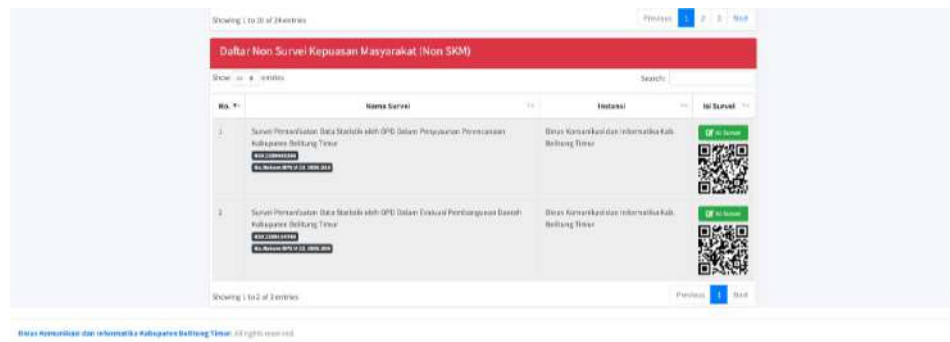 Showing 1 to 10 of 24 entries
Previous 1 2 3 Next
Daftar Non Survei Kepuasan Masyarakat (Non SKM)
Show entries
Search:
No. Nama Survei Instansi Isi Survei
1 Survei Pemanfaatan Data Statistik oleh OPD Dalam Penyusunan Perencanaan Dinas Komunikasi dan Informatika Kab. Isi Survei
Kabupaten Belitung Timur Belitung Timur
2 Survei Pemanfaatan Data Statistik oleh OPD Dalam Evaluasi Pembangunan Daerah Dinas Komunikasi dan Informatika Kab. Isi Survei
Kabupaten Belitung Timur Belitung Timur
Showing 1 to 2 of 2 entries
Previous 1 Next
Dinas Komunikasi dan Informatika Kabupaten Belitung Timur. All rights reserved.